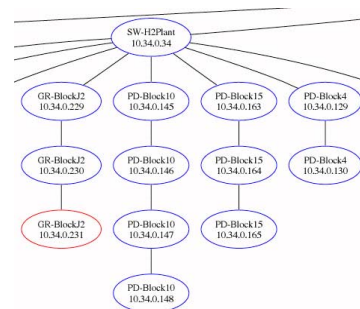 SW-H2Plant
10.34.0.34
GR-BlockJ2
10.34.0.229
PD-Block10
10.34.0.145
PD-Block15
10.34.0.163
PD-Block4
10.34.0.129
GR-BlockJ2
10.34.0.230
PD-Block10
10.34.0.146
PD-Block15
10.34.0.164
PD-Block4
10.34.0.130
GR-BlockJ2
10.34.0.231
PD-Block10
10.34.0.147
PD-Block15
10.34.0.165
PD-Block10
10.34.0.148